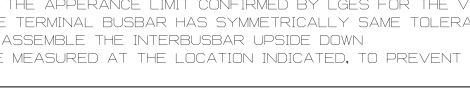 THE APPERANCE LIMIT CONFIRMED BY LGES FOR THE V
E TERMINAL BUSBAR HAS SYMMETRICALLY SAME TOLERA
ASSEMBLE THE INTERBUSBAR UPSIDE DOWN
E MEASURED AT THE LOCATION INDICATED, TO PREVENT